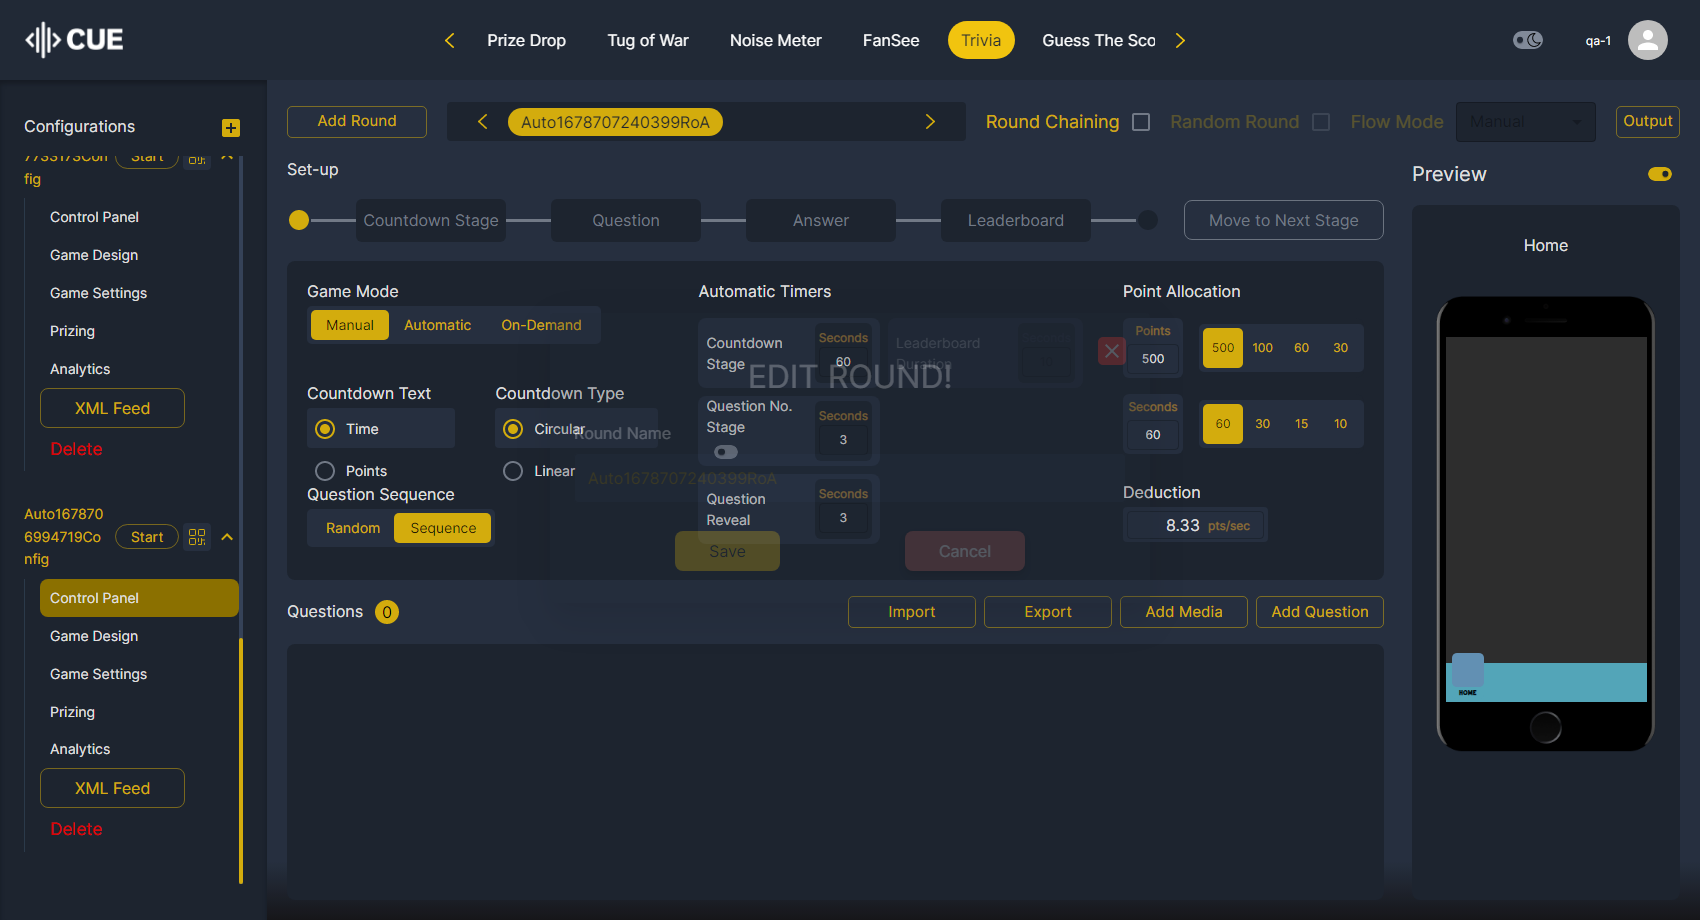 CUE
Prize Drop
Tug of War
Noise Meter
FanSee
Trivia
Guess The Sco
qa-1
Configurations
Start
fig
Control Panel
Game Design
Game Settings
Prizing
Analytics
XML Feed
Delete
Auto167870
6994719Co
nfig
Start
Control Panel
Game Design
Game Settings
Prizing
Analytics
XML Feed
Delete
Add Round
Auto1678707240399RoA
Round Chaining
Random Round
Flow Mode
Manual
Output
Set-up
Countdown Stage
Question
Answer
Leaderboard
Move to Next Stage
Game Mode
Manual
Automatic
On-Demand
Countdown Text
Time
Points
Countdown Type
Circular
Linear
Question Sequence
Random
Sequence
Automatic Timers
Countdown
Stage
Seconds
60
Leaderboard
Duration
Question No.
Stage
Seconds
3
Question
Reveal
Seconds
3
EDIT ROUND!
Round Name
Auto1678707240399RoA
Save
Cancel
Point Allocation
Points
500
500
100
60
30
Seconds
60
60
30
15
10
Deduction
8.33 pts/sec
Questions 0
Import
Export
Add Media
Add Question
Preview
Home
HOME